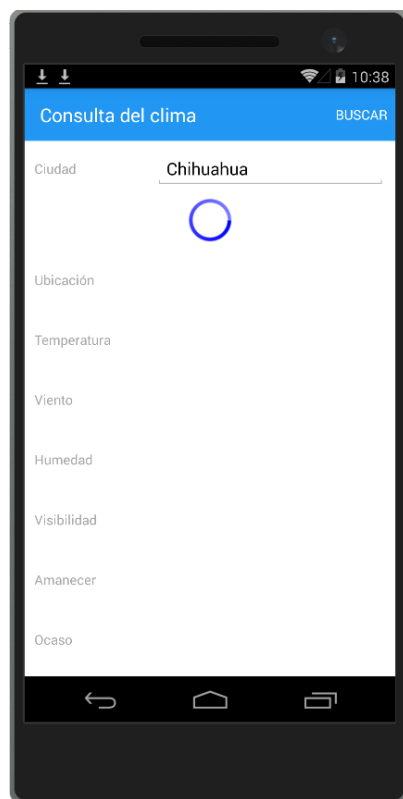 10:38
Consulta del clima BUSCAR
Ciudad Chihuahua
Ubicación
Temperatura
Viento
Humedad
Visibilidad
Amanecer
Ocaso